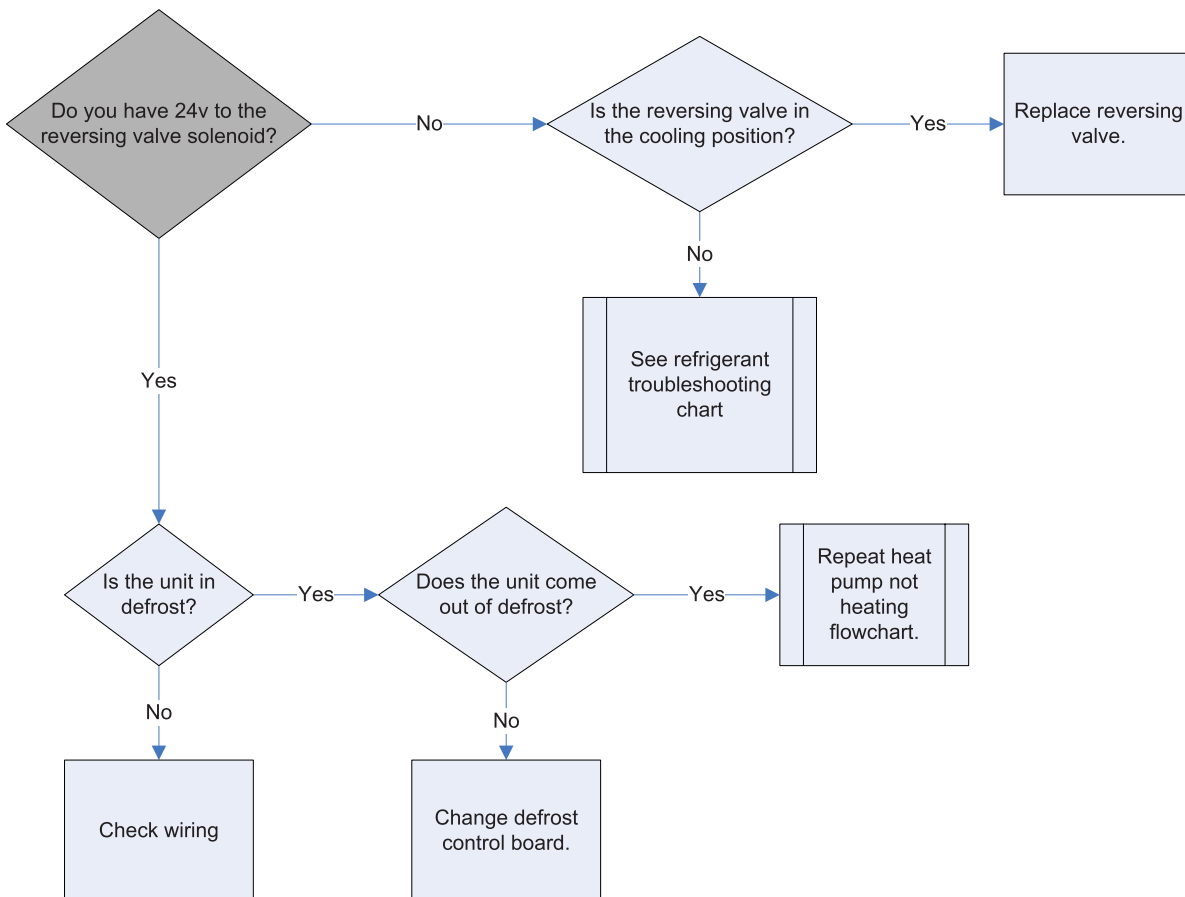 Do you have 24v to the
reversing valve solenoid?
No
Is the reversing valve in
the cooling position?
Yes
Replace reversing
valve.
No
See refrigerant
troubleshooting
chart
Yes
Is the unit in
defrost?
Yes
Does the unit come
out of defrost?
Yes
Repeat heat
pump not
heating
flowchart.
No
No
Check wiring
Change defrost
control board.